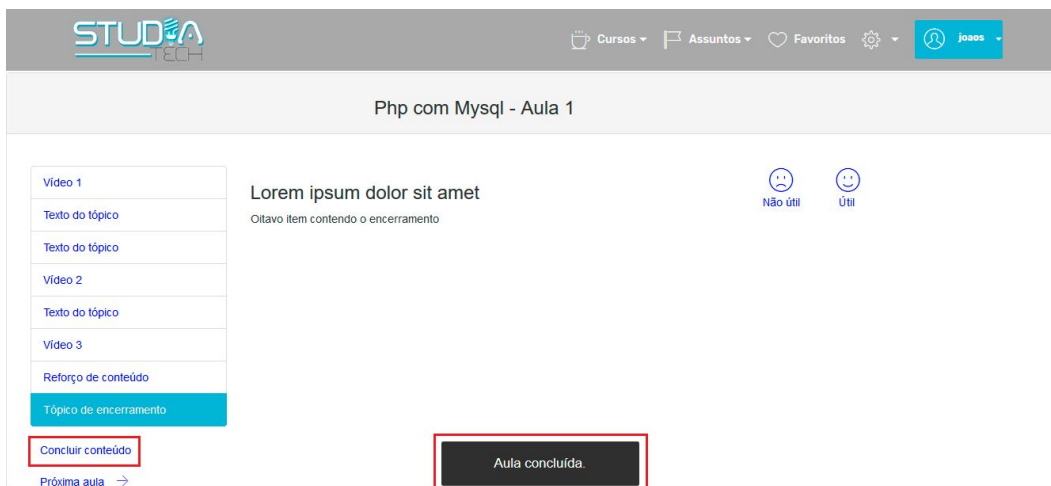 STUDIA
TECH
Cursos
Assuntos
Favoritos
joaos
Php com Mysql - Aula 1
Vídeo 1
Texto do tópico
Texto do tópico
Vídeo 2
Texto do tópico
Vídeo 3
Reforço de conteúdo
Tópico de encerramento
Concluir conteúdo
Próxima aula
Lorem ipsum dolor sit amet
Oitavo item contendo o encerramento
Não útil
Útil
Aula concluída.